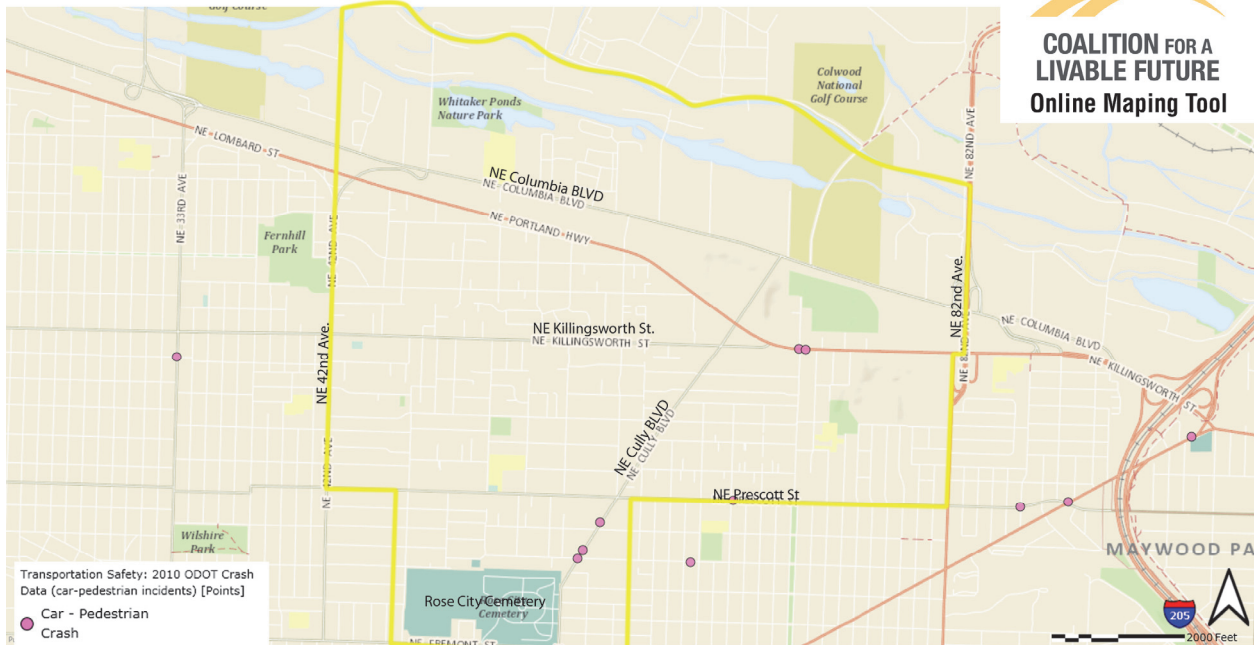 Golf Course
COALITION FOR A
LIVABLE FUTURE
Online Maping Tool
Colwood
National
Golf Course
Whitaker Ponds
Nature Park
NE LOMBARD ST
NE 82ND AVE
NE 33RD AVE
NE Columbia BLVD
NE COLUMBIA BLVD
NE PORTLAND HWY
NE 42ND AVE
Fernhill
Park
NE 82nd Ave.
NE 82ND AVE
NE COLUMBIA BLVD
NE Killingsworth St.
NE KILLINGSWORTH ST
NE 42nd Ave.
NE KILLINGSWORTH ST
NE Cully BLVD
NE CULLY BLVD
NE 42ND AVE
NE Prescott St
Wilshire
Park
MAYWOOD PA
Transportation Safety: 2010 ODOT Crash
Data (car-pedestrian incidents) [Points]
Car - Pedestrian
Crash
Rose City Cemetery
Cemetery
NE FREMONT ST
205
2000 Feet